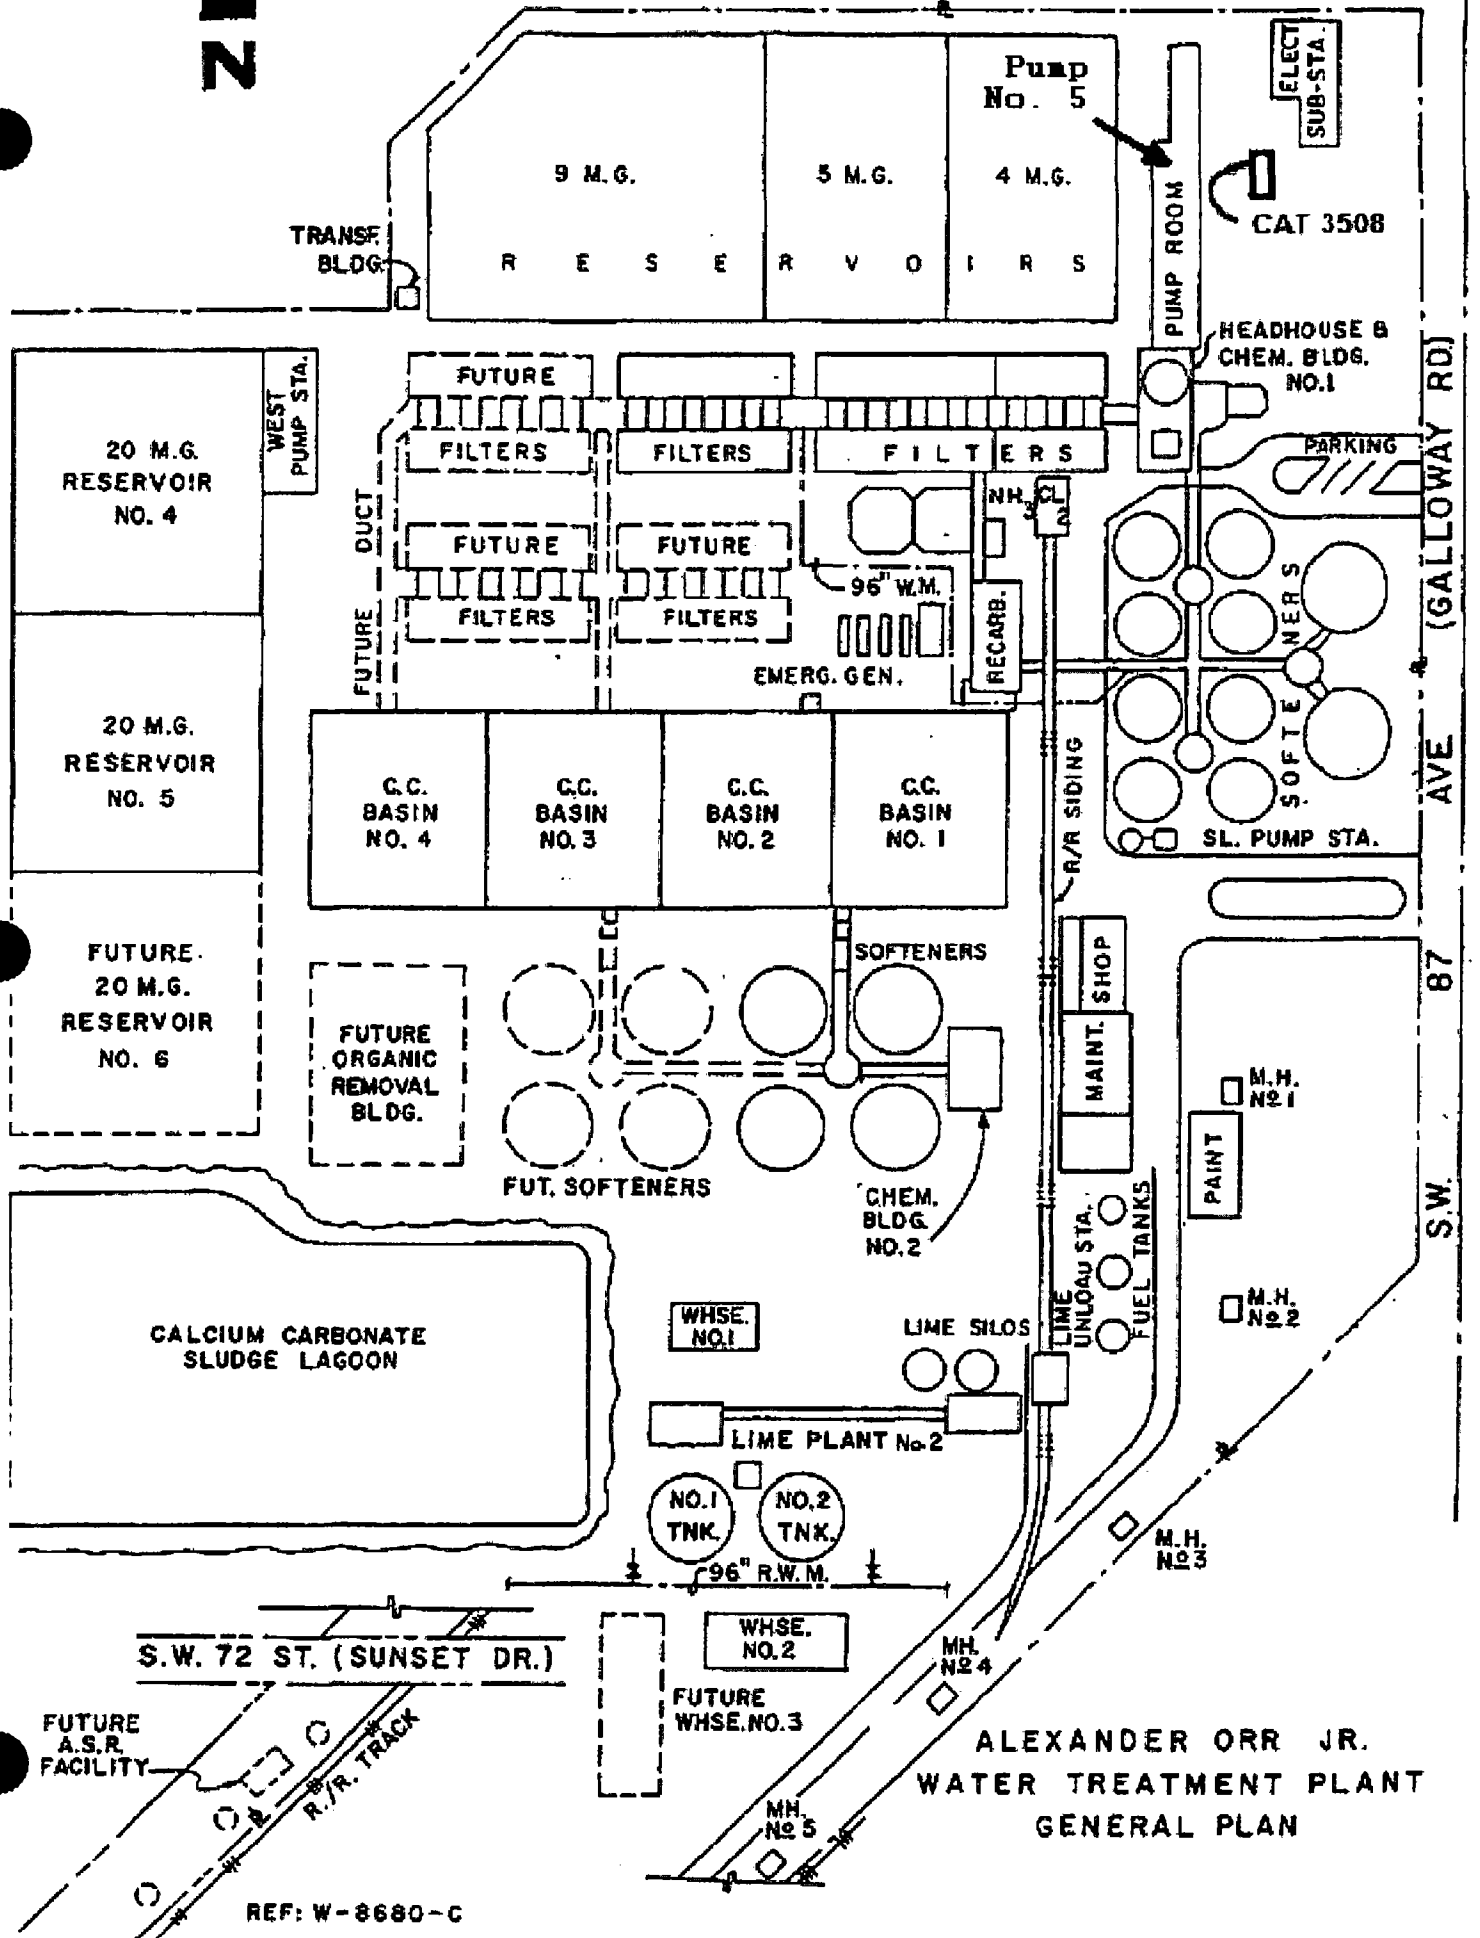 N
Pump
No. 5
ELECT
SUB-STA.
9 M.G.
5 M.G.
4 M.G.
PUMP ROOM
CAT 3508
TRANSF.
BLDG.
RESERVOIRS
HEADHOUSE &
CHEM. BLDG.
NO.1
WEST
PUMP STA.
20 M.G.
RESERVOIR
NO. 4
FUTURE
FILTERS
FILTERS
FILTERS
PARKING
FUTURE DUCT
NH3
CL2
FUTURE
FILTERS
FUTURE
FILTERS
96" W.M.
EMERG. GEN.
RECARB.
SOFTENERS
S.W. 87 AVE (GALLOWAY RD.)
20 M.G.
RESERVOIR
NO. 5
C.C.
BASIN
NO. 4
C.C.
BASIN
NO. 3
C.C.
BASIN
NO. 2
C.C.
BASIN
NO. 1
R/R SIDING
SL. PUMP STA.
FUTURE
20 M.G.
RESERVOIR
NO. 6
FUTURE
ORGANIC
REMOVAL
BLDG.
SOFTENERS
SHOP
MAINT.
M.H.
Nº 1
PAINT
FUT. SOFTENERS
CHEM.
BLDG.
NO. 2
LIME
UNLOAD STA.
FUEL TANKS
M.H.
Nº 2
CALCIUM CARBONATE
SLUDGE LAGOON
WHSE.
NO.1
LIME SILOS
LIME PLANT No.2
NO.1
TNK.
NO.2
TNK.
M.H.
Nº 3
96" R.W.M.
WHSE.
NO.2
S.W. 72 ST. (SUNSET DR.)
MH.
Nº 4
FUTURE
WHSE. NO.3
FUTURE
A.S.R.
FACILITY
R./R. TRACK
MH.
Nº 5
ALEXANDER ORR JR.
WATER TREATMENT PLANT
GENERAL PLAN
REF: W-8680-C